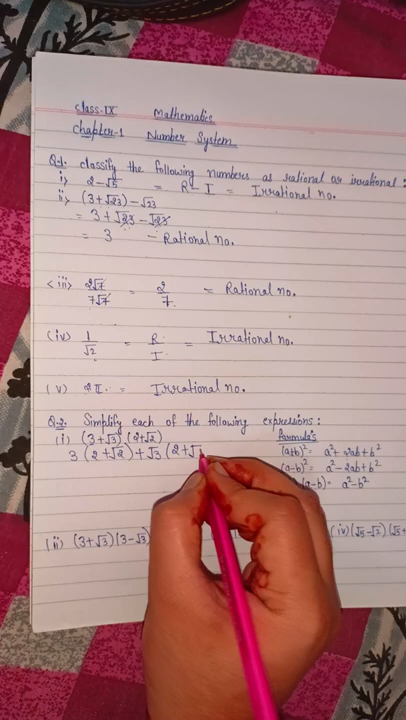 Class-IX Mathematics
Chapter-1 Number System
Q.1. Classify the following numbers as rational or irrational:
i) 2-√5 = R-I = Irrational no.
ii) (3+√23)-√23
= 3+√23-√23
= 3 - Rational no.
(iii) 2√7/7√7 = 2/7 = Rational no.
(iv) 1/√2 = R/I = Irrational no.
(v) 2π = Irrational no.
Q.2. Simplify each of the following expressions:
(i) (3+√3) (2+√2) Formula's
3(2+√2)+√3(2+√ (a+b)² = a²+2ab+b²
(a-b)² = a²-2ab+b²
(a-b) = a²-b²
(ii) (3+√3)(3-√3) (iv) (√5-√2)(√5+